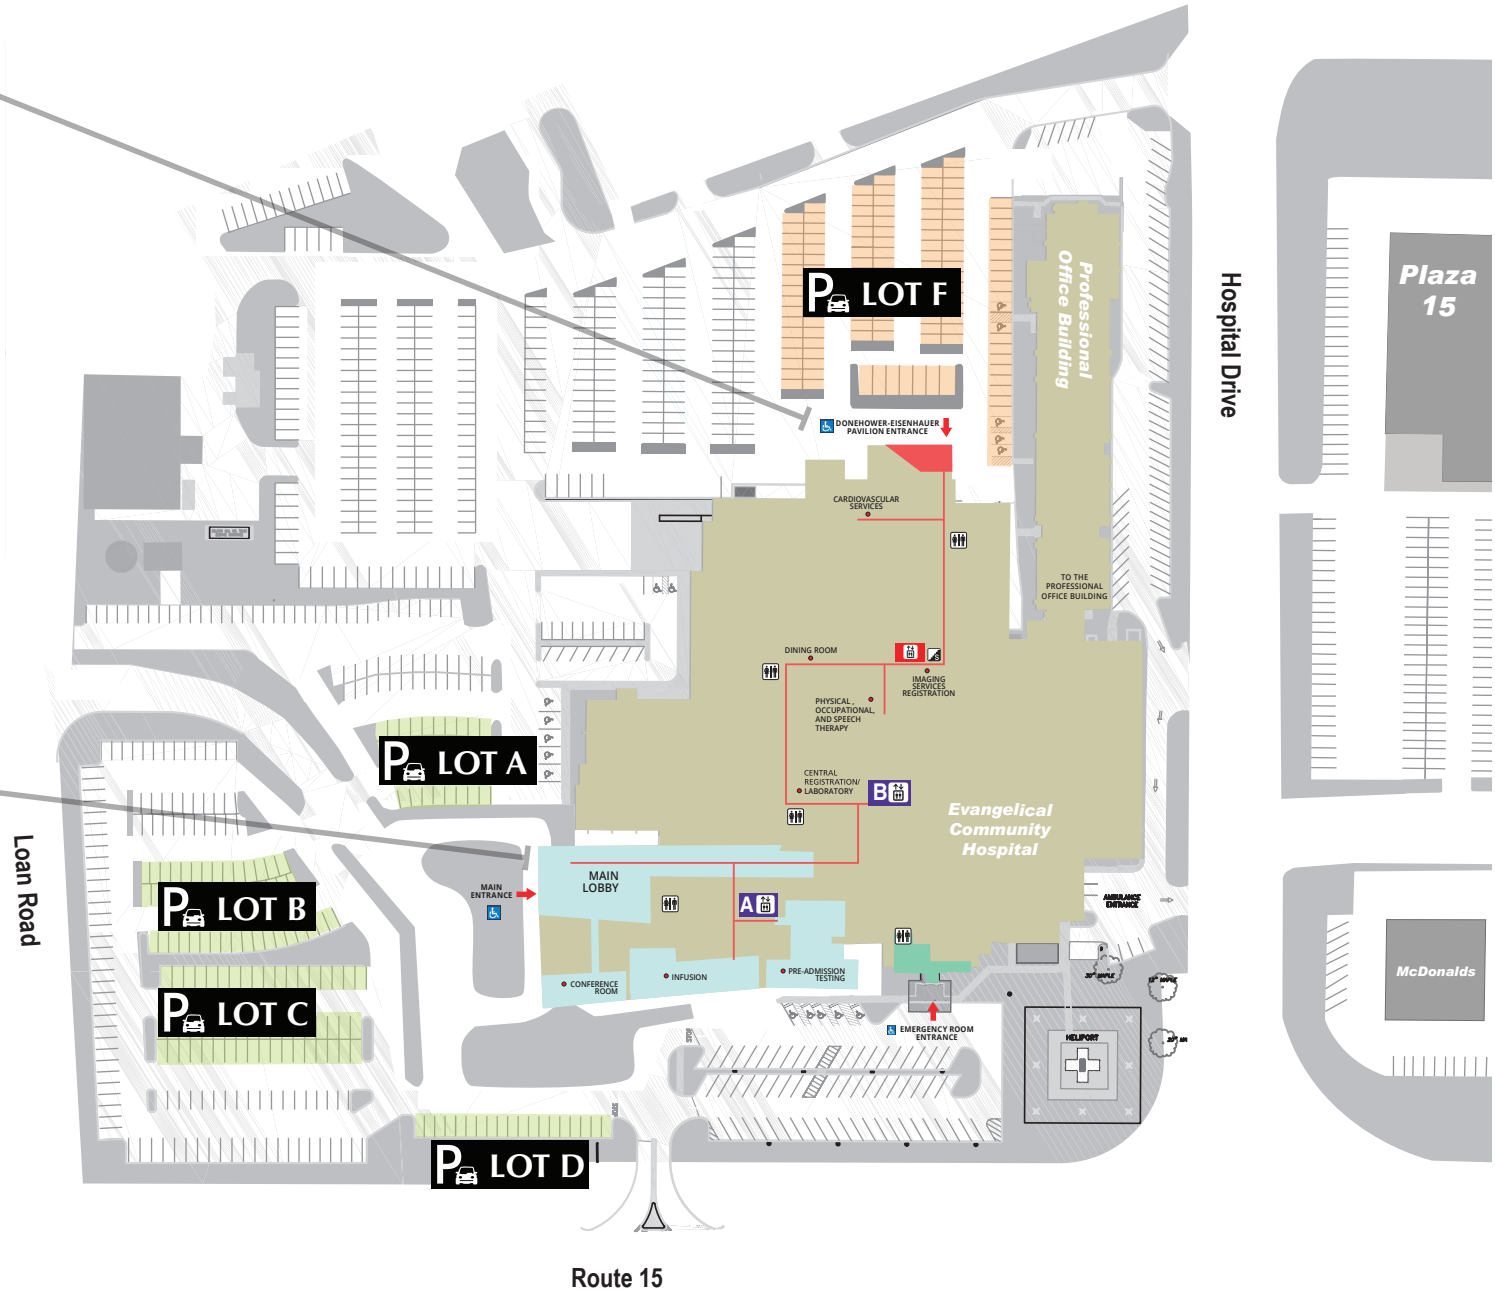 Hospital Drive
Professional
Office Building
Plaza
15
P LOT F
DONEHOWER-EISENHAUER
PAVILION ENTRANCE
CARDIOVASCULAR
SERVICES
TO THE
PROFESSIONAL
OFFICE BUILDING
DINING ROOM
IMAGING
SERVICES
REGISTRATION
PHYSICAL ,
OCCUPATIONAL,
AND SPEECH
THERAPY
P LOT A
CENTRAL
REGISTRATION/
LABORATORY
B
Evangelical
Community
Hospital
Loan Road
MAIN
LOBBY
MAIN
ENTRANCE
A
P LOT B
AMBULANCE
ENTRANCE
INFUSION
PRE-ADMISSION
TESTING
CONFERENCE
ROOM
McDonalds
P LOT C
EMERGENCY ROOM
ENTRANCE
HELIPORT
STOP
STOP
P LOT D
Route 15